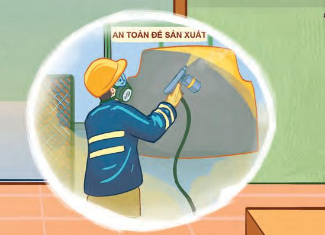 AN TOÀN ĐỂ SẢN XUẤT